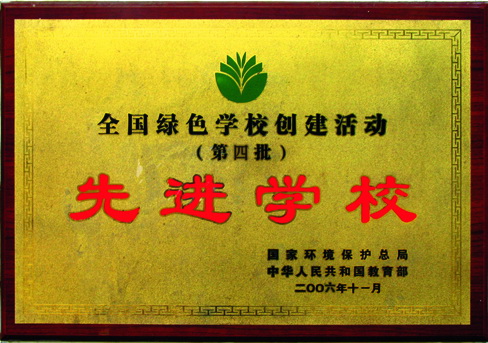 全国绿色学校创建活动
（第四批）
先进学校
国家环境保护总局
中华人民共和国教育部
二〇〇六年十一月